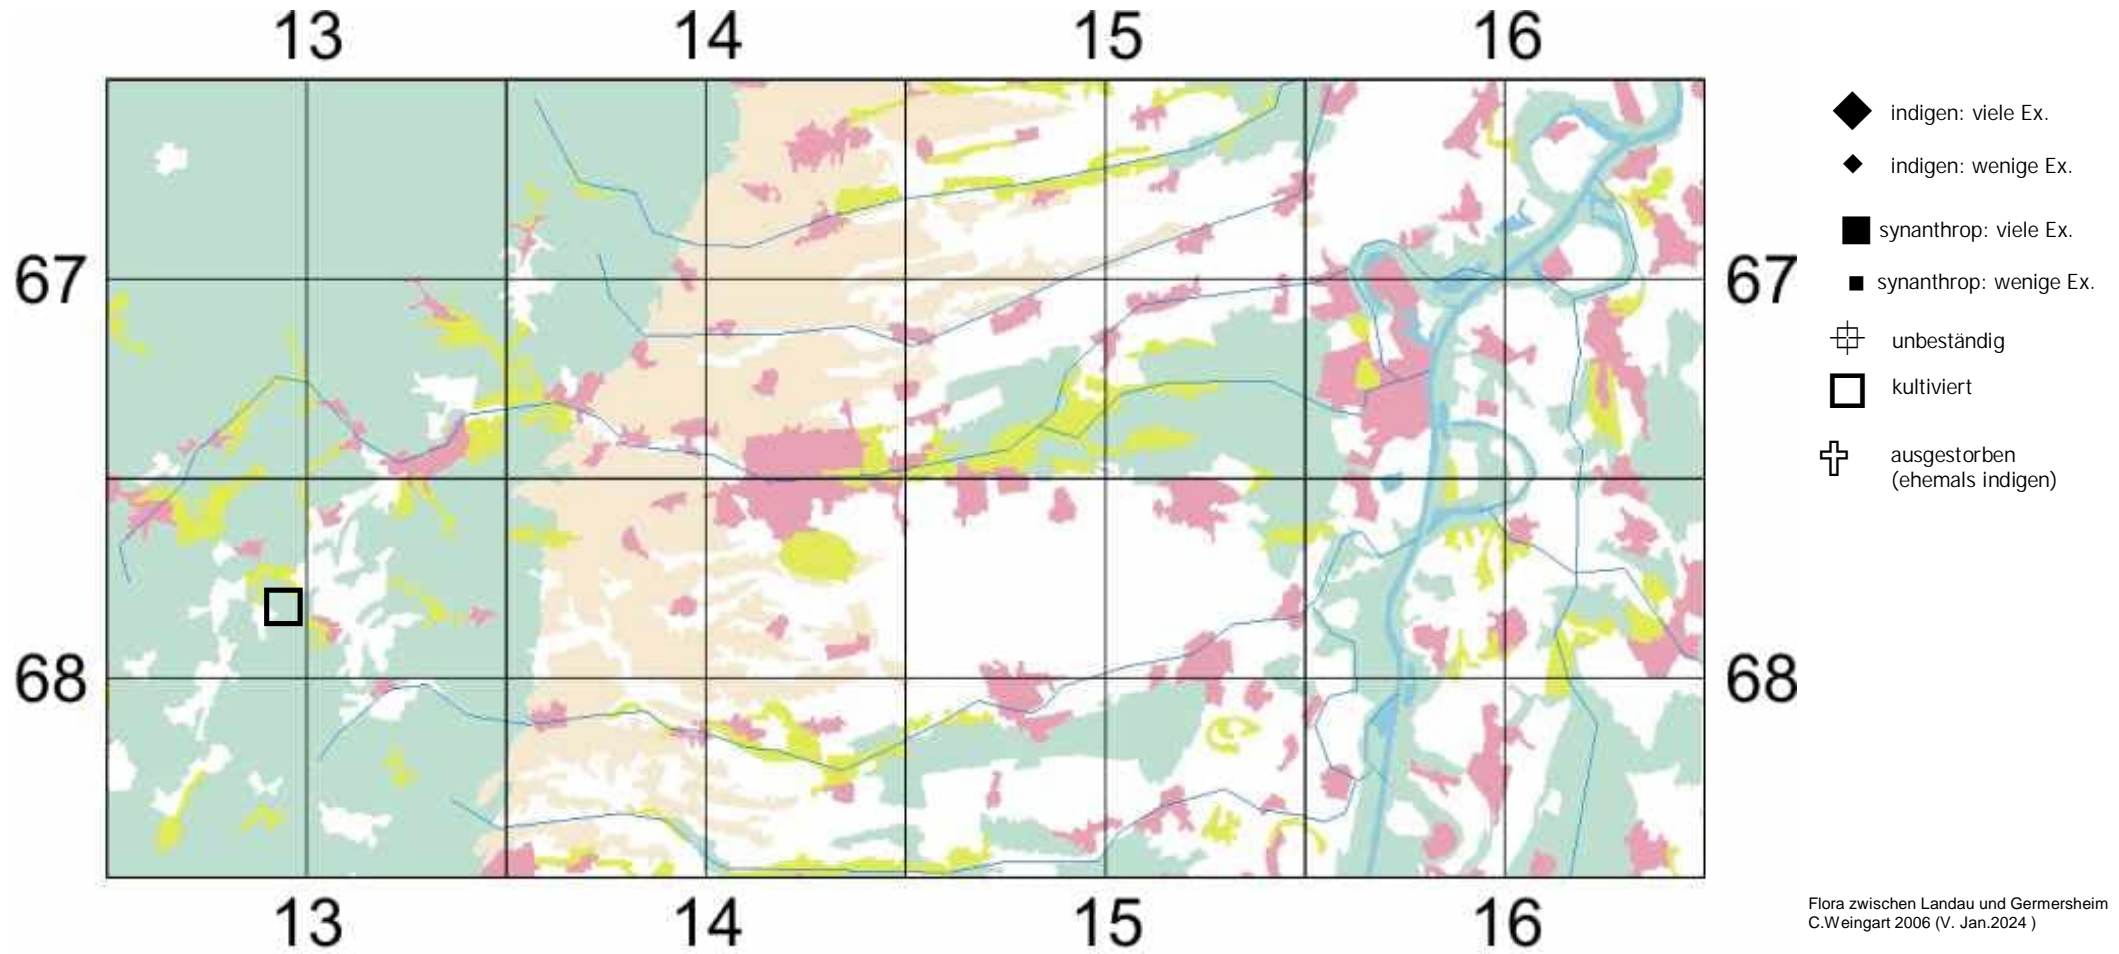 13 14 15 16
indigen: viele Ex.
indigen: wenige Ex.
synanthrop: viele Ex.
67 67
synanthrop: wenige Ex.
unbeständig
kultiviert
ausgestorben
(ehemals indigen)
68 68
13 14 15 16
Flora zwischen Landau und Germersheim
C.Weingart 2006 (V. Jan.2024 )